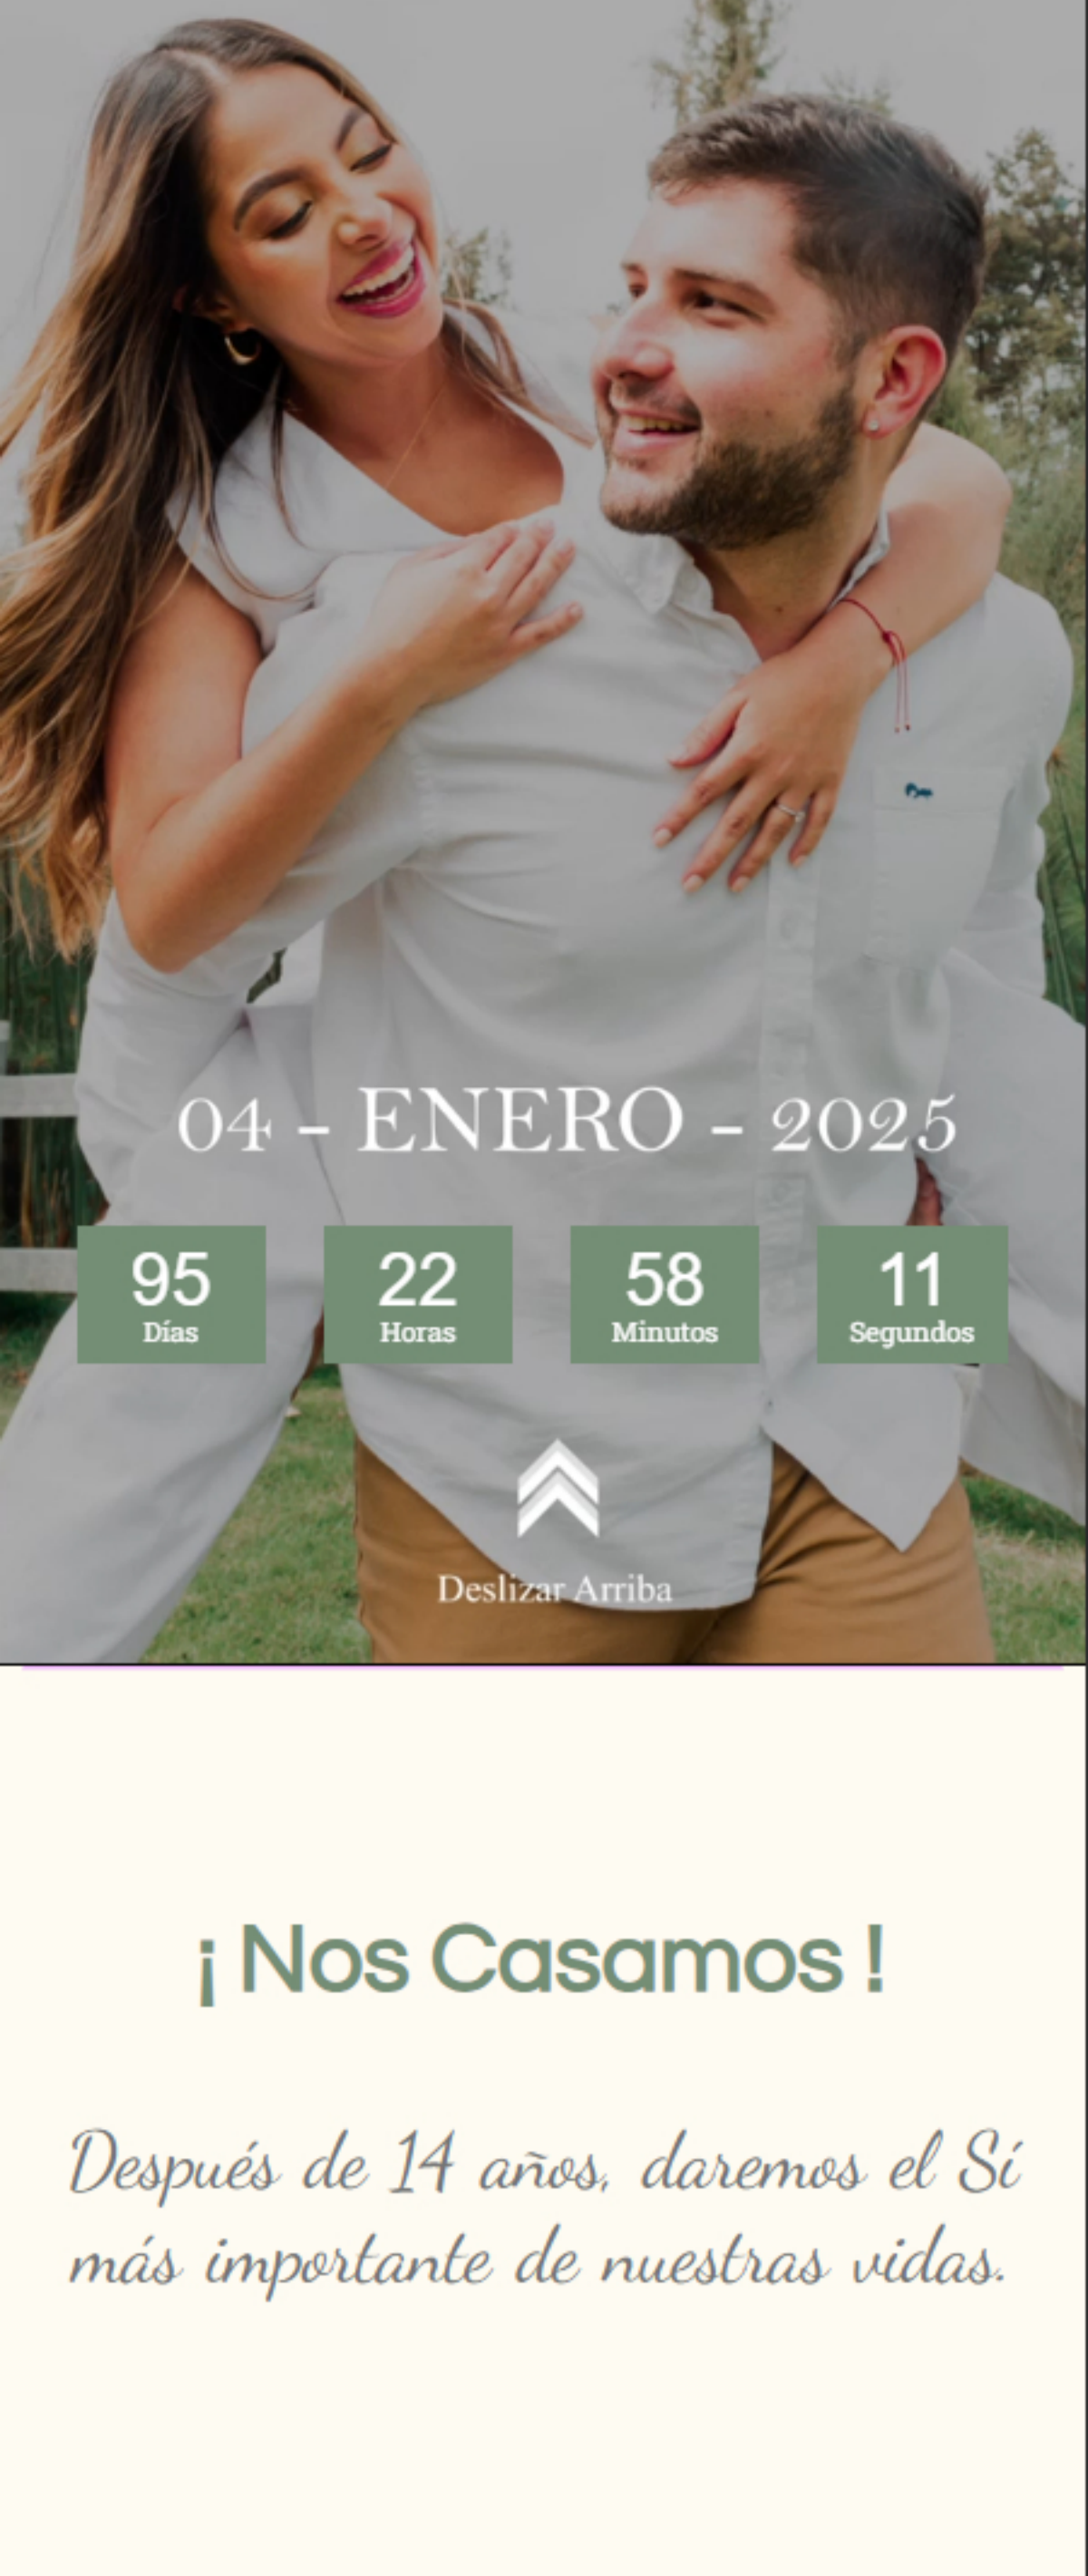 04 - ENERO - 2025
95 22 58 11
Días Horas Minutos Segundos
Deslizar Arriba
¡ Nos Casamos !
Después de 14 años, daremos el Sí
más importante de nuestras vidas.